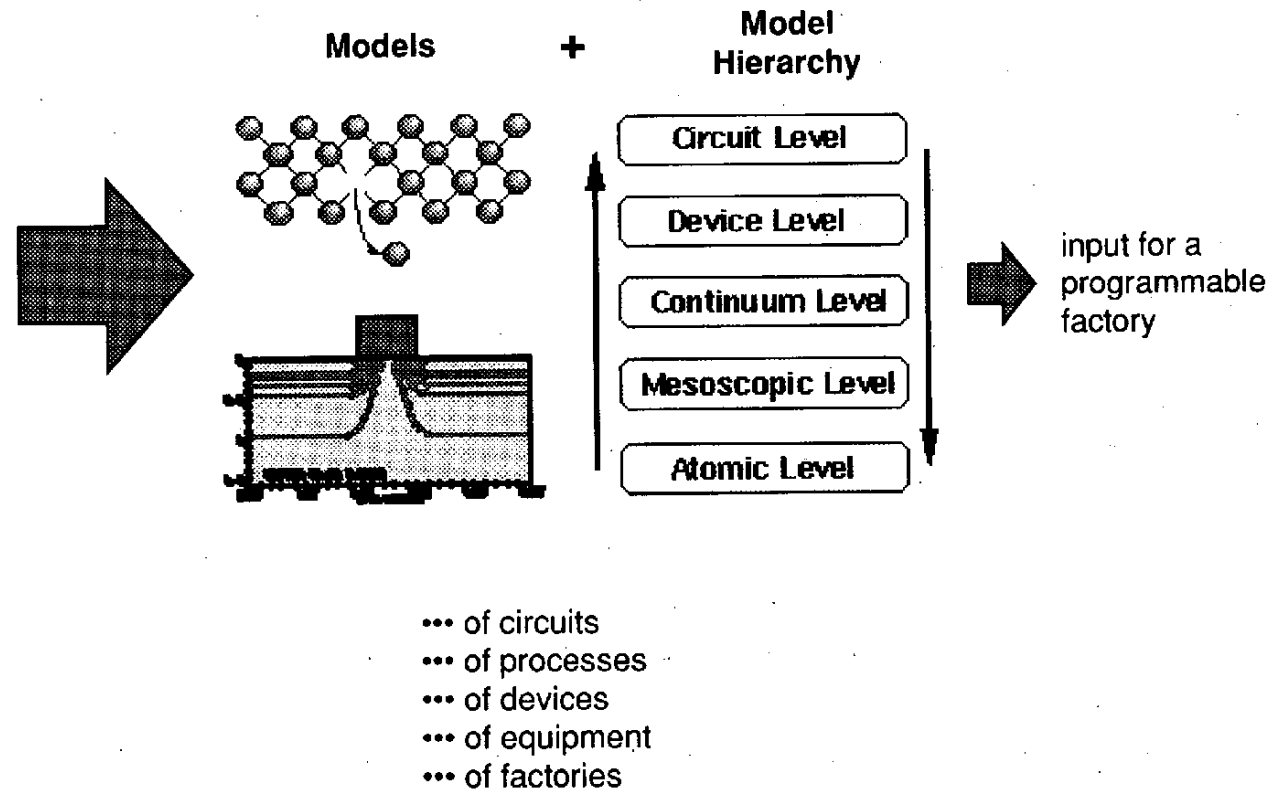 Models + Model
Hierarchy
Circuit Level
Device Level
Continuum Level
Mesoscopic Level
Atomic Level
input for a
programmable
factory
••• of circuits
••• of processes
••• of devices
••• of equipment
••• of factories